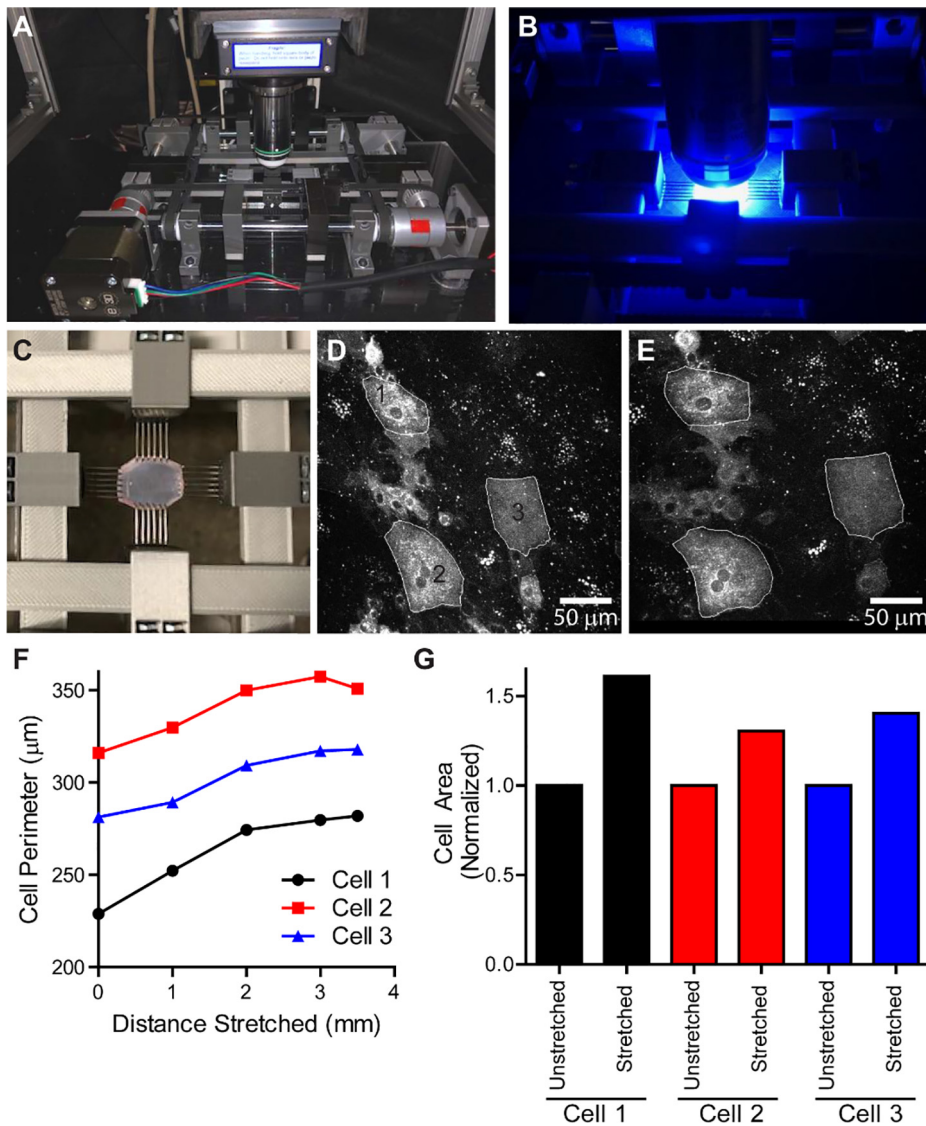 A
B
Fragile
C
D
1
2
3
50 μm
E
50 μm
F
Cell Perimeter (μm)
350
300
250
200
0
1
2
3
4
Distance Stretched (mm)
Cell 1
Cell 2
Cell 3
G
Cell Area
(Normalized)
1.5
1.0
0.5
0.0
Unstretched
Stretched
Unstretched
Stretched
Unstretched
Stretched
Cell 1
Cell 2
Cell 3